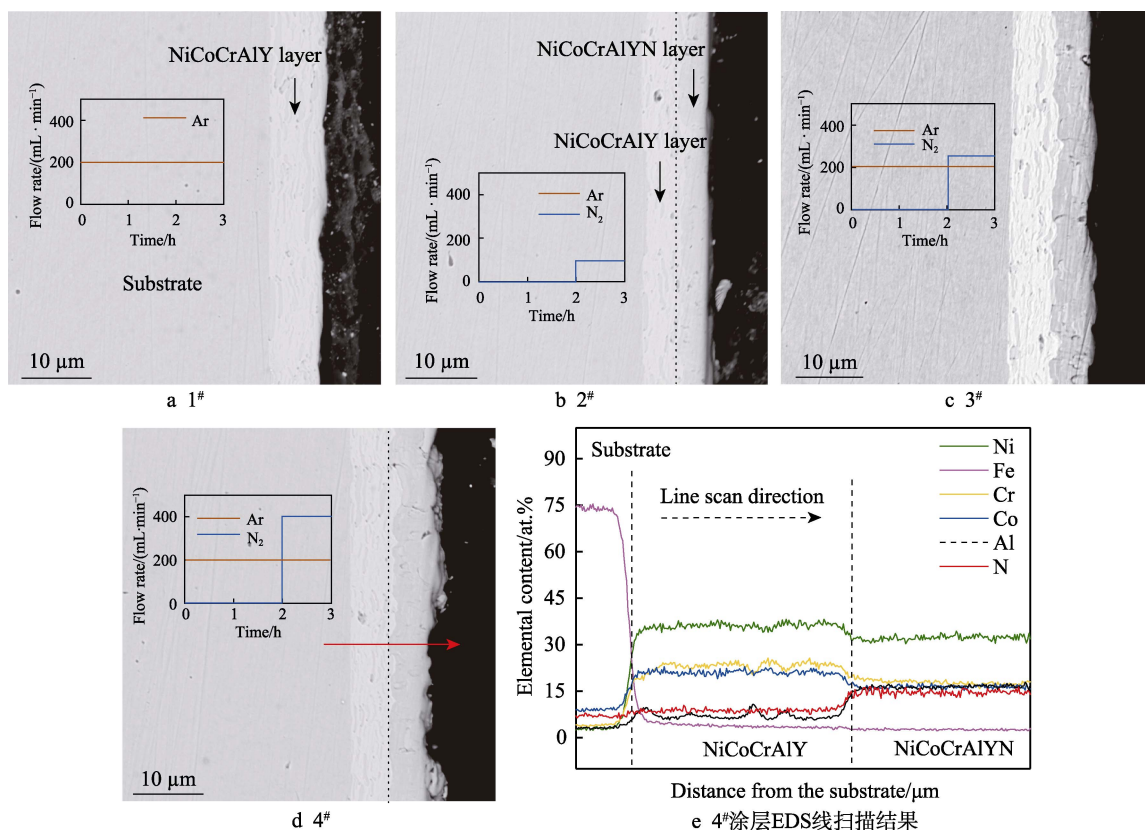 NiCoCrAlY layer
Flow rate/(mL · min⁻¹)
400
200
0
Ar
0 1 2 3
Time/h
Substrate
10 μm
a 1#
NiCoCrAlYN layer
NiCoCrAlY layer
Flow rate/(mL · min⁻¹)
400
200
0
Ar
N₂
0 1 2 3
Time/h
10 μm
b 2#
Flow rate/(mL · min⁻¹)
400
200
0
Ar
N₂
0 1 2 3
Time/h
10 μm
c 3#
Flow rate/(mL·min⁻¹)
400
200
0
Ar
N₂
0 1 2 3
Time/h
10 μm
d 4#
Elemental content/at.%
90
75
60
45
30
15
0
Substrate
Line scan direction
Ni
Fe
Cr
Co
Al
N
NiCoCrAlY
NiCoCrAlYN
Distance from the substrate/μm
e 4#涂层EDS线扫描结果